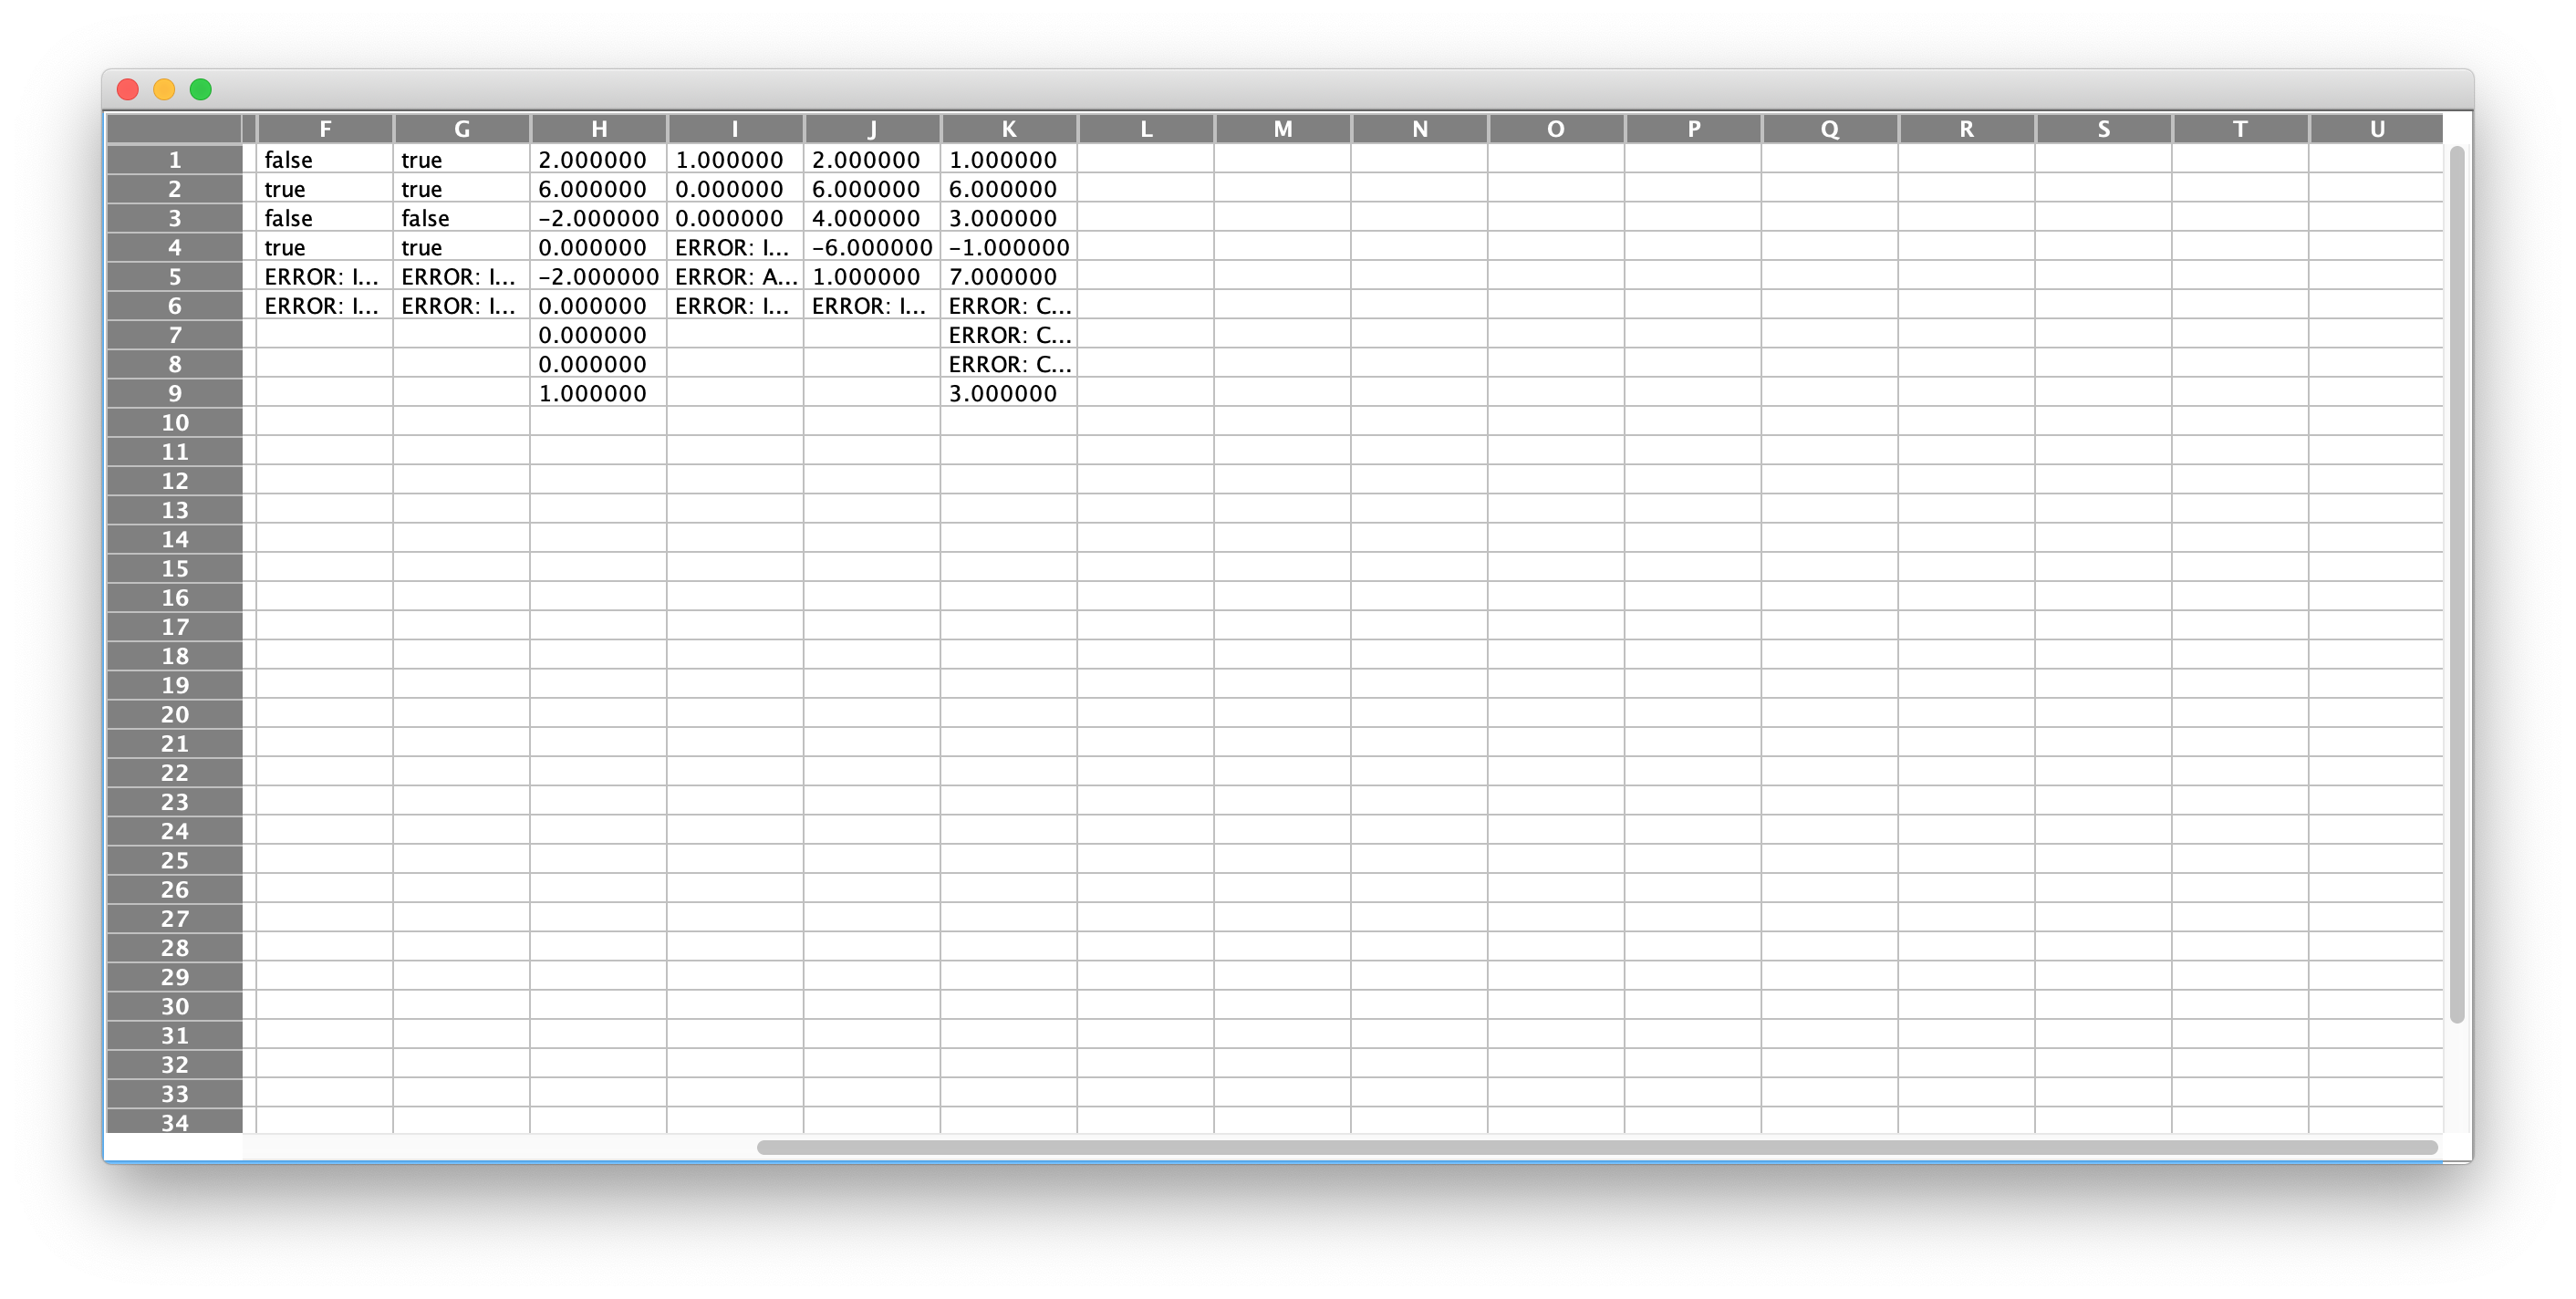 F G H I J K L M N O P Q R S T U
1 false true 2.000000 1.000000 2.000000 1.000000
2 true true 6.000000 0.000000 6.000000 6.000000
3 false false -2.000000 0.000000 4.000000 3.000000
4 true true 0.000000 ERROR: I... -6.000000 -1.000000
5 ERROR: I... ERROR: I... -2.000000 ERROR: A... 1.000000 7.000000
6 ERROR: I... ERROR: I... 0.000000 ERROR: I... ERROR: I... ERROR: C...
7 0.000000 ERROR: C...
8 0.000000 ERROR: C...
9 1.000000 3.000000
10
11
12
13
14
15
16
17
18
19
20
21
22
23
24
25
26
27
28
29
30
31
32
33
34